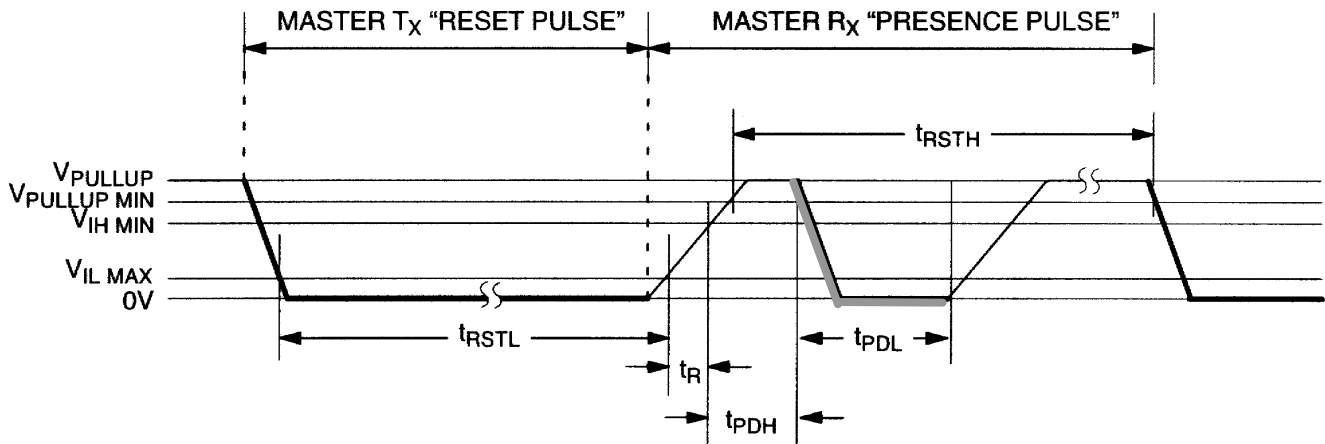 MASTER TX “RESET PULSE” MASTER RX “PRESENCE PULSE”
tRSTH
VPULLUP
VPULLUP MIN
VIH MIN
VIL MAX
0V
tRSTL
tPDL
tR
tPDH